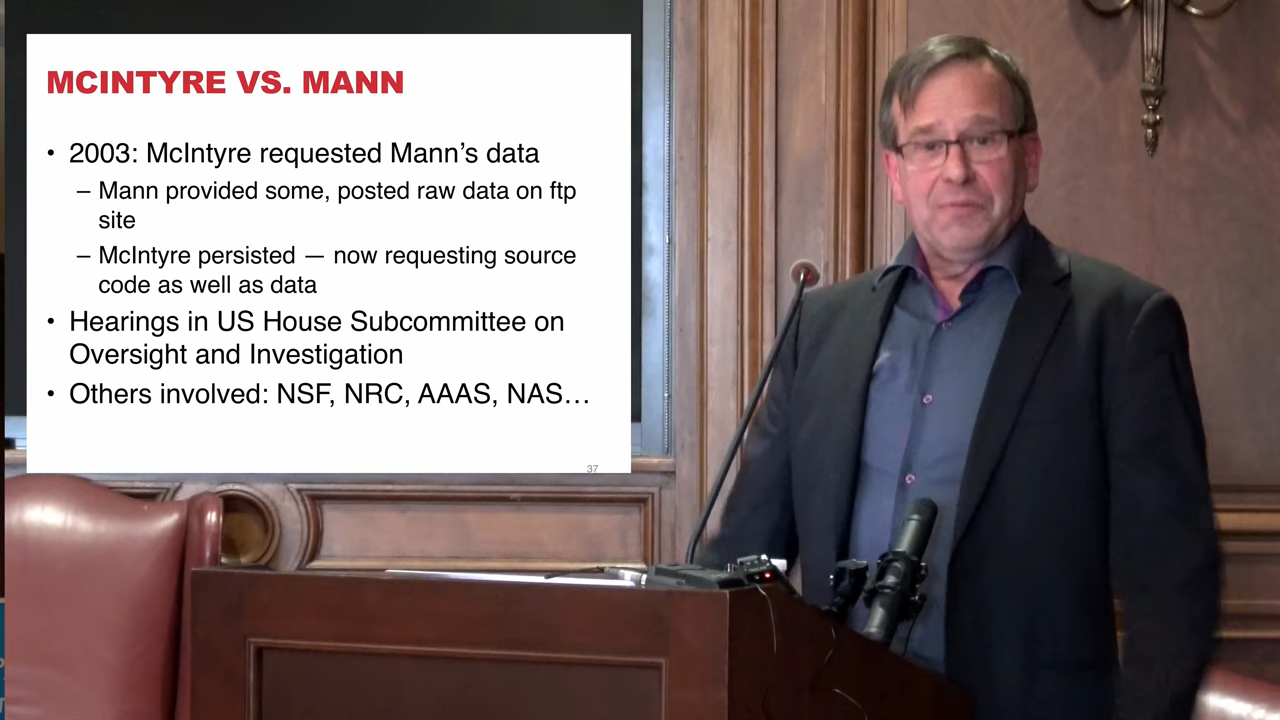 MCINTYRE VS. MANN
• 2003: McIntyre requested Mann’s data
– Mann provided some, posted raw data on ftp
site
– McIntyre persisted — now requesting source
code as well as data
• Hearings in US House Subcommittee on
Oversight and Investigation
• Others involved: NSF, NRC, AAAS, NAS…
37